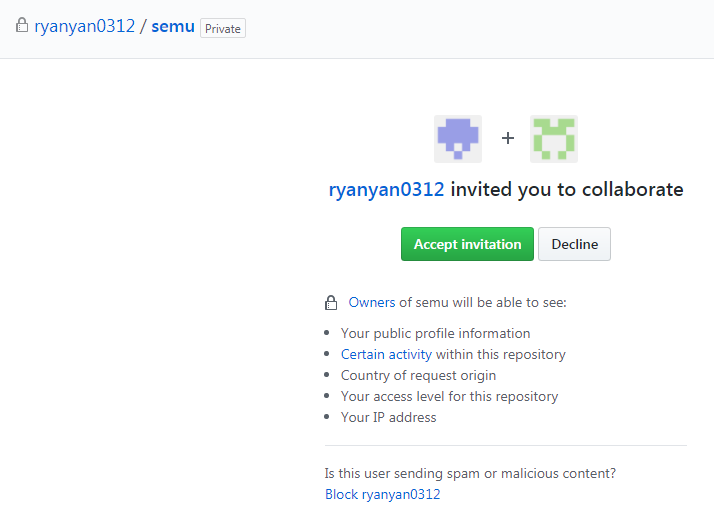 ryanyan0312 / semu Private
+
ryanyan0312 invited you to collaborate
Accept invitation Decline
Owners of semu will be able to see:
• Your public profile information
• Certain activity within this repository
• Country of request origin
• Your access level for this repository
• Your IP address
Is this user sending spam or malicious content?
Block ryanyan0312